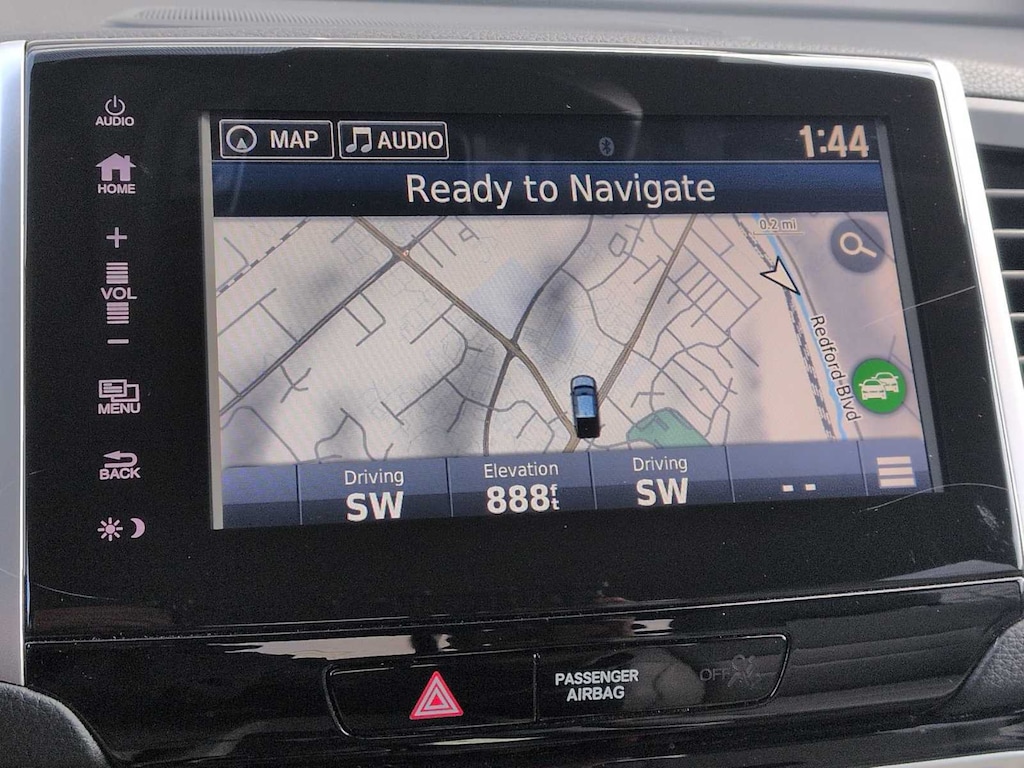 AUDIO
HOME
+
VOL
-
MENU
BACK
MAP
AUDIO
1:44
Ready to Navigate
0.2 mi
Redford Blvd
Driving
SW
Elevation
888ft
Driving
SW
- -
PASSENGER
AIRBAG
OFF